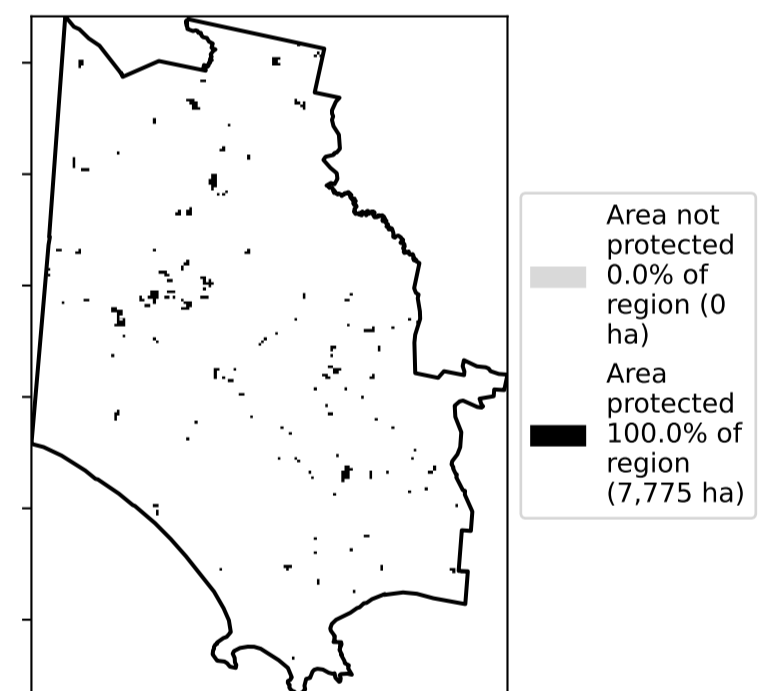 Area not
protected
0.0% of
region (0
ha)
Area
protected
100.0% of
region
(7,775 ha)